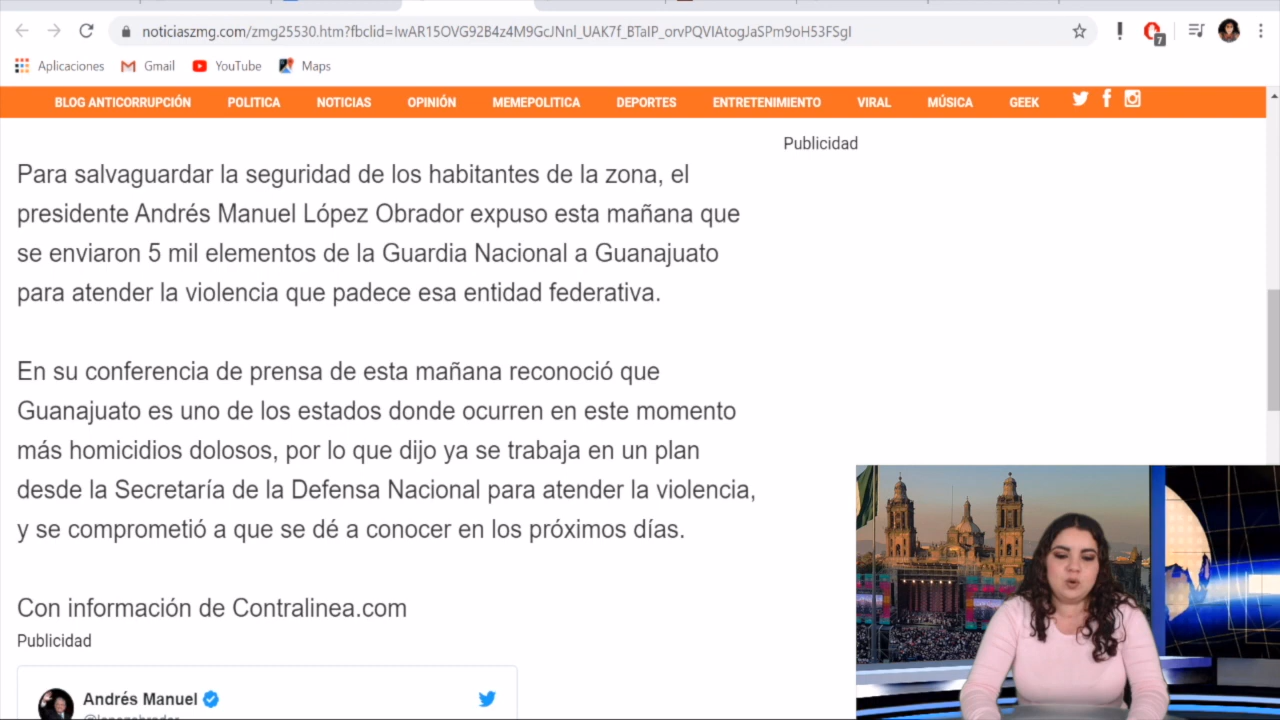 noticiaszmg.com/zmg25530.htm?fbclid=IwAR15OVG92B4z4M9GcJNnl_UAK7f_BTaIP_orvPQVIAtogJaSPm9oH53FSgI
7
Aplicaciones Gmail YouTube Maps
BLOG ANTICORRUPCIÓN POLITICA NOTICIAS OPINIÓN MEMEPOLITICA DEPORTES ENTRETENIMIENTO VIRAL MÚSICA GEEK
Publicidad
Para salvaguardar la seguridad de los habitantes de la zona, el
presidente Andrés Manuel López Obrador expuso esta mañana que
se enviaron 5 mil elementos de la Guardia Nacional a Guanajuato
para atender la violencia que padece esa entidad federativa.
En su conferencia de prensa de esta mañana reconoció que
Guanajuato es uno de los estados donde ocurren en este momento
más homicidios dolosos, por lo que dijo ya se trabaja en un plan
desde la Secretaría de la Defensa Nacional para atender la violencia,
y se comprometió a que se dé a conocer en los próximos días.
Con información de Contralinea.com
Publicidad
Andrés Manuel